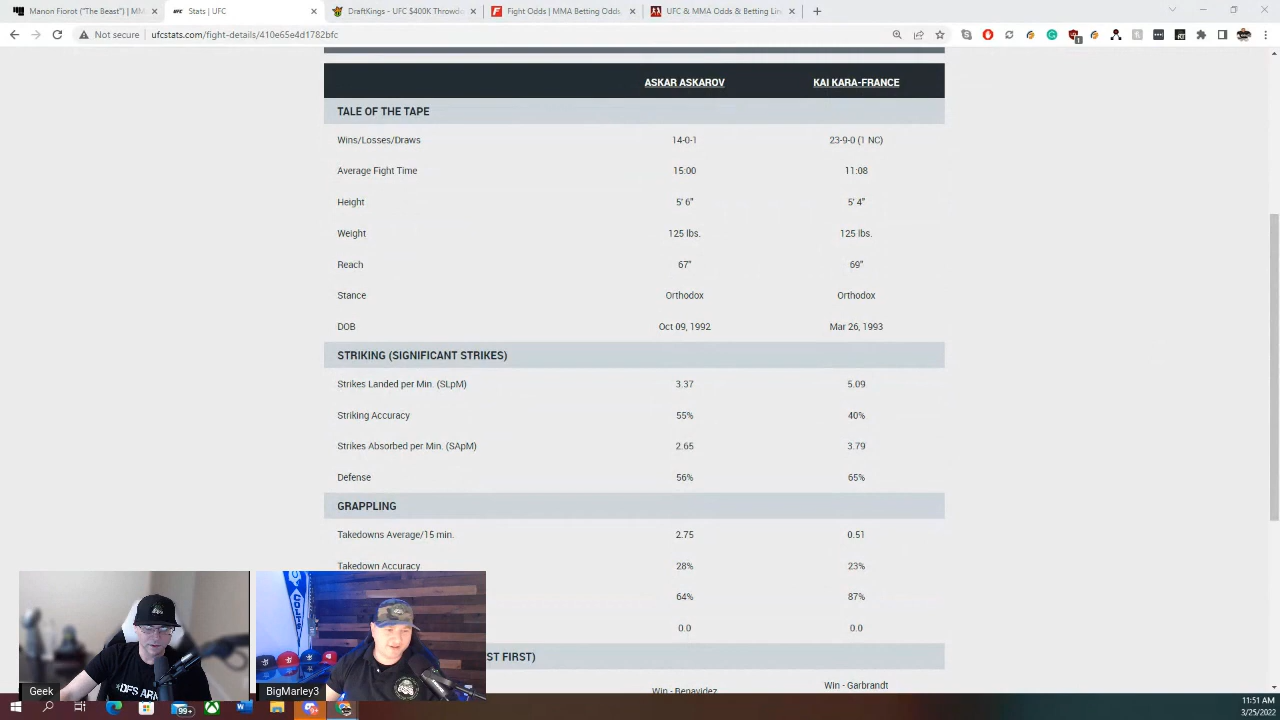 Manon Fiorot ("The Beast") | MM
Stats | UFC
DraftKings - UFC $400K Throwdo
Fight Odds | MMA Betting Odds
UFC & MMA Odds & Betting Lin
Not secure | ufcstats.com/fight-details/410e65e4d1782bfc
ASKAR ASKAROV KAI KARA-FRANCE
TALE OF THE TAPE
Wins/Losses/Draws 14-0-1 23-9-0 (1 NC)
Average Fight Time 15:00 11:08
Height 5' 6" 5' 4"
Weight 125 lbs. 125 lbs.
Reach 67" 69"
Stance Orthodox Orthodox
DOB Oct 09, 1992 Mar 26, 1993
STRIKING (SIGNIFICANT STRIKES)
Strikes Landed per Min. (SLpM) 3.37 5.09
Striking Accuracy 55% 40%
Strikes Absorbed per Min. (SApM) 2.65 3.79
Defense 56% 65%
GRAPPLING
Takedowns Average/15 min. 2.75 0.51
Takedown Accuracy 28% 23%
64% 87%
0.0 0.0
ST FIRST)
Win - Benavidez Win - Garbrandt
COLT
DFS ARM
Geek
BigMarley3
99+
11:51 AM
3/25/2022